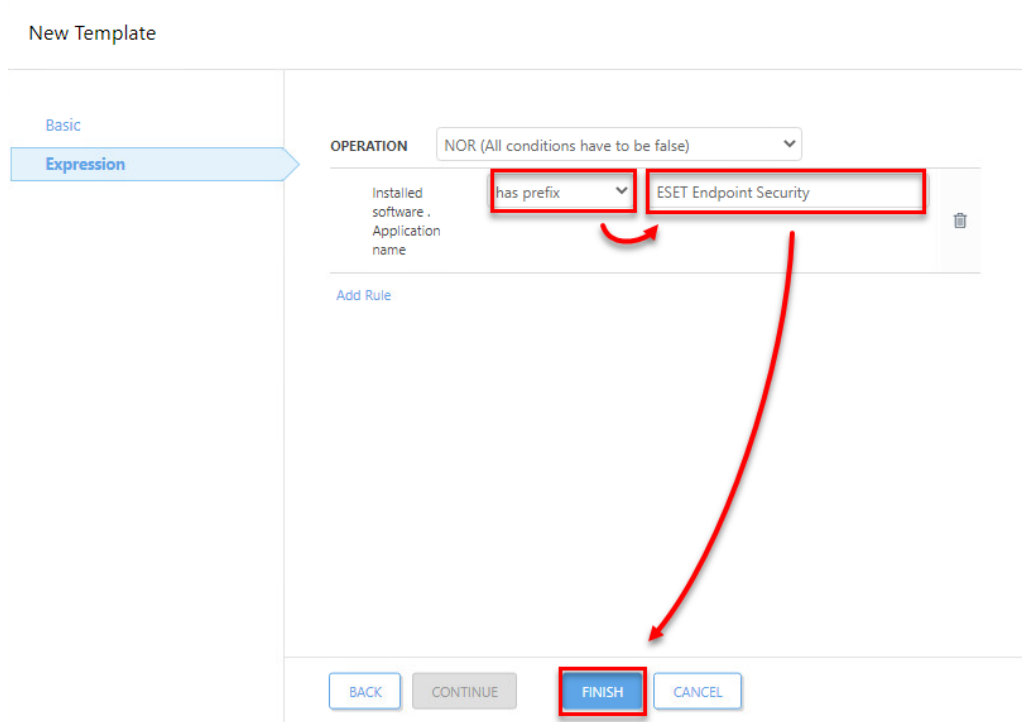 New Template
Basic
Expression
OPERATION
NOR (All conditions have to be false)
Installed
software .
Application
name
has prefix
ESET Endpoint Security
Add Rule
BACK
CONTINUE
FINISH
CANCEL